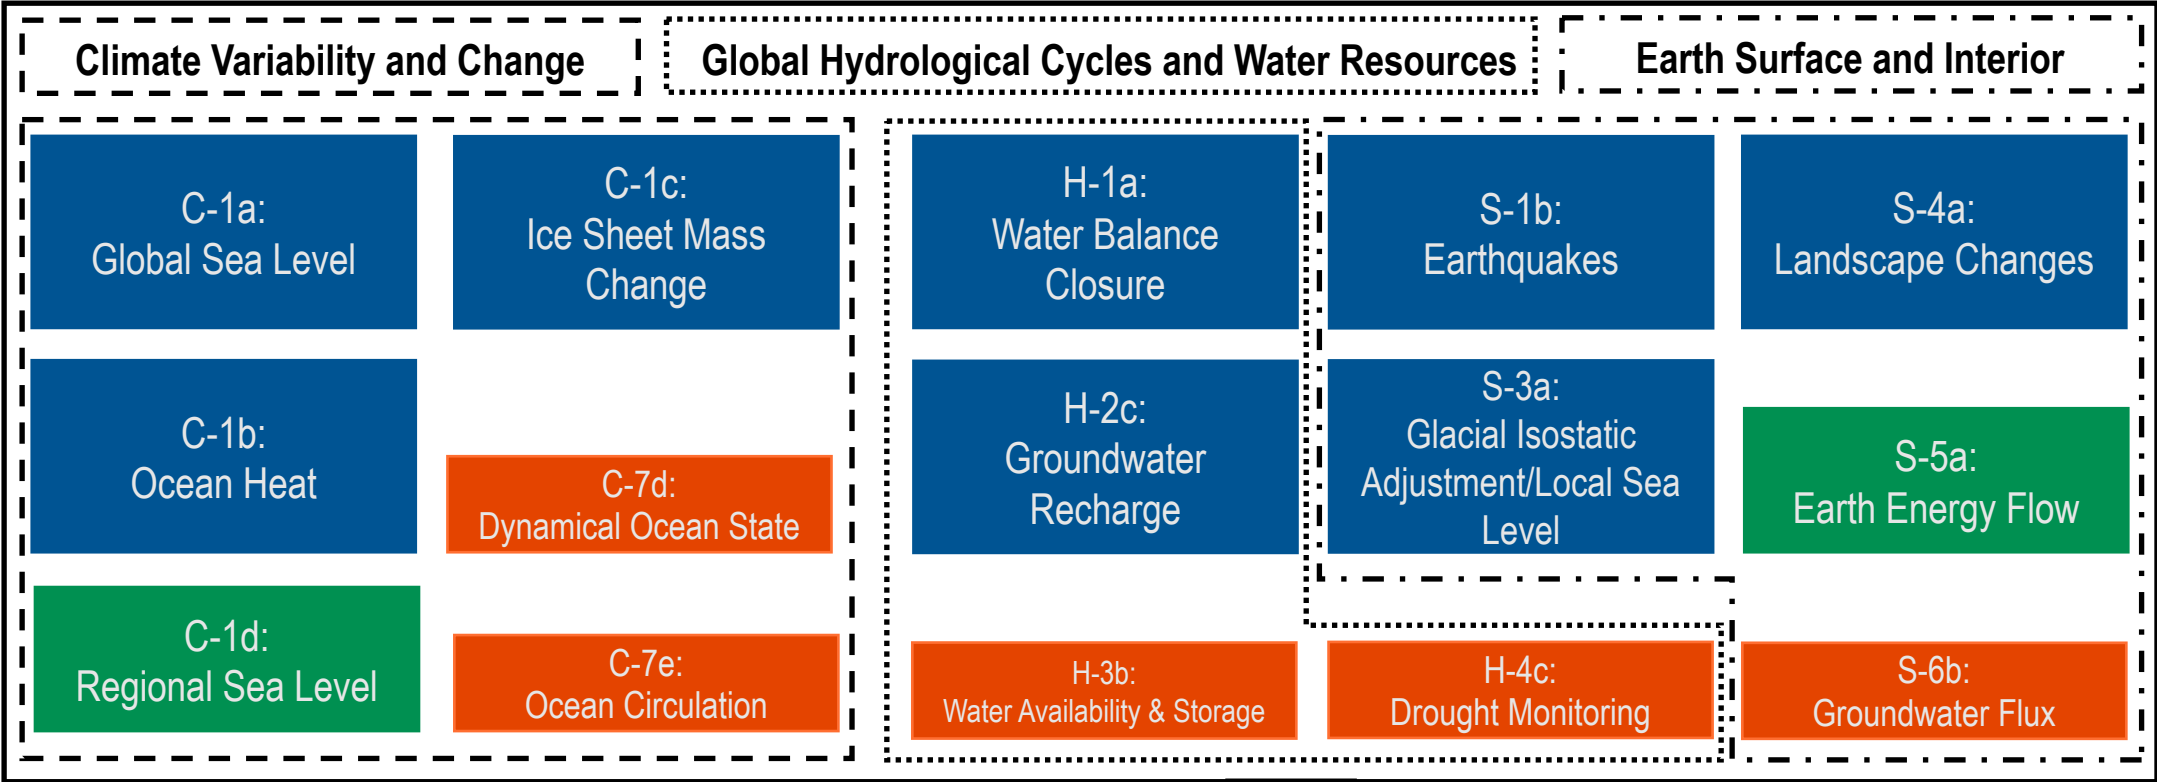 Climate Variability and Change
Global Hydrological Cycles and Water Resources
Earth Surface and Interior
C-1a:
Global Sea Level
C-1c:
Ice Sheet Mass
Change
H-1a:
Water Balance
Closure
S-1b:
Earthquakes
S-4a:
Landscape Changes
C-1b:
Ocean Heat
C-7d:
Dynamical Ocean State
H-2c:
Groundwater
Recharge
S-3a:
Glacial Isostatic
Adjustment/Local Sea
Level
S-5a:
Earth Energy Flow
C-1d:
Regional Sea Level
C-7e:
Ocean Circulation
H-3b:
Water Availability & Storage
H-4c:
Drought Monitoring
S-6b:
Groundwater Flux